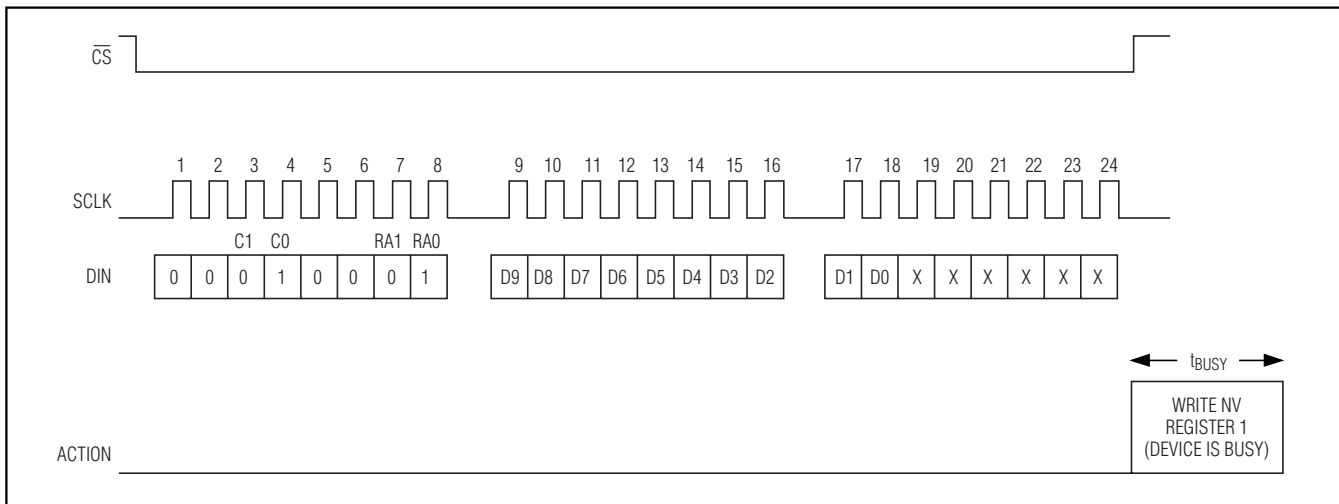 CS
1 2 3 4 5 6 7 8 9 10 11 12 13 14 15 16 17 18 19 20 21 22 23 24
SCLK
C1 C0 RA1 RA0
DIN 0 0 0 1 0 0 0 1 D9 D8 D7 D6 D5 D4 D3 D2 D1 D0 X X X X X X
tBUSY
WRITE NV
REGISTER 1
(DEVICE IS BUSY)
ACTION